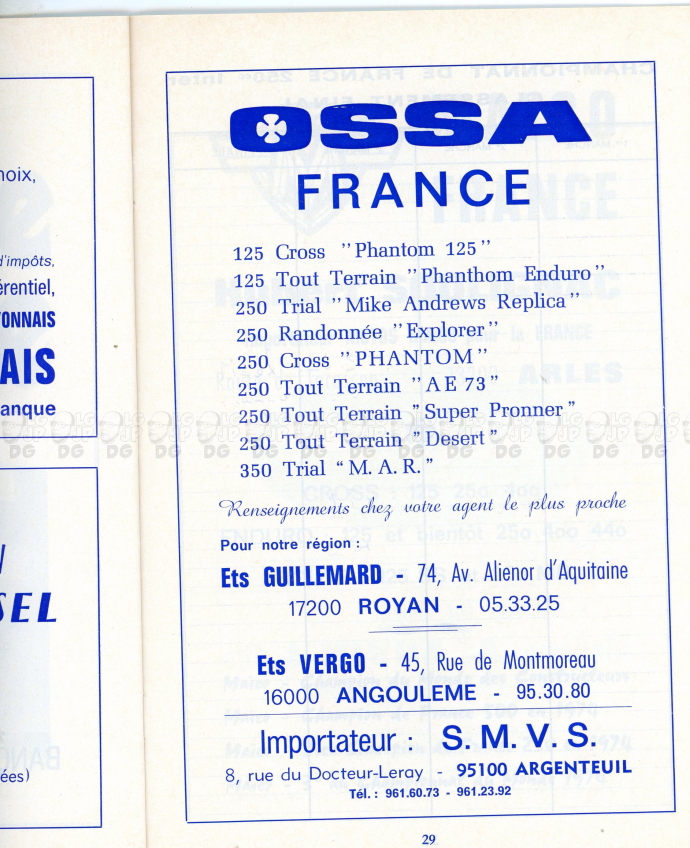 noix,
d'impôts,
érentiel,
YONNAIS
AIS
anque
SEL
ées)
OSSA
FRANCE
125 Cross "Phantom 125"
125 Tout Terrain "Phanthom Enduro"
250 Trial "Mike Andrews Replica"
250 Randonnée "Explorer"
250 Cross "PHANTOM"
250 Tout Terrain "AE 73"
250 Tout Terrain "Super Pronner"
250 Tout Terrain "Desert"
350 Trial "M. A. R."
Renseignements chez votre agent le plus proche
Pour notre région :
Ets GUILLEMARD - 74, Av. Alienor d'Aquitaine
17200 ROYAN - 05.33.25
Ets VERGO - 45, Rue de Montmoreau
16000 ANGOULEME - 95.30.80
Importateur : S. M. V. S.
8, rue du Docteur-Leray - 95100 ARGENTEUIL
Tél. : 961.60.73 - 961.23.92
29